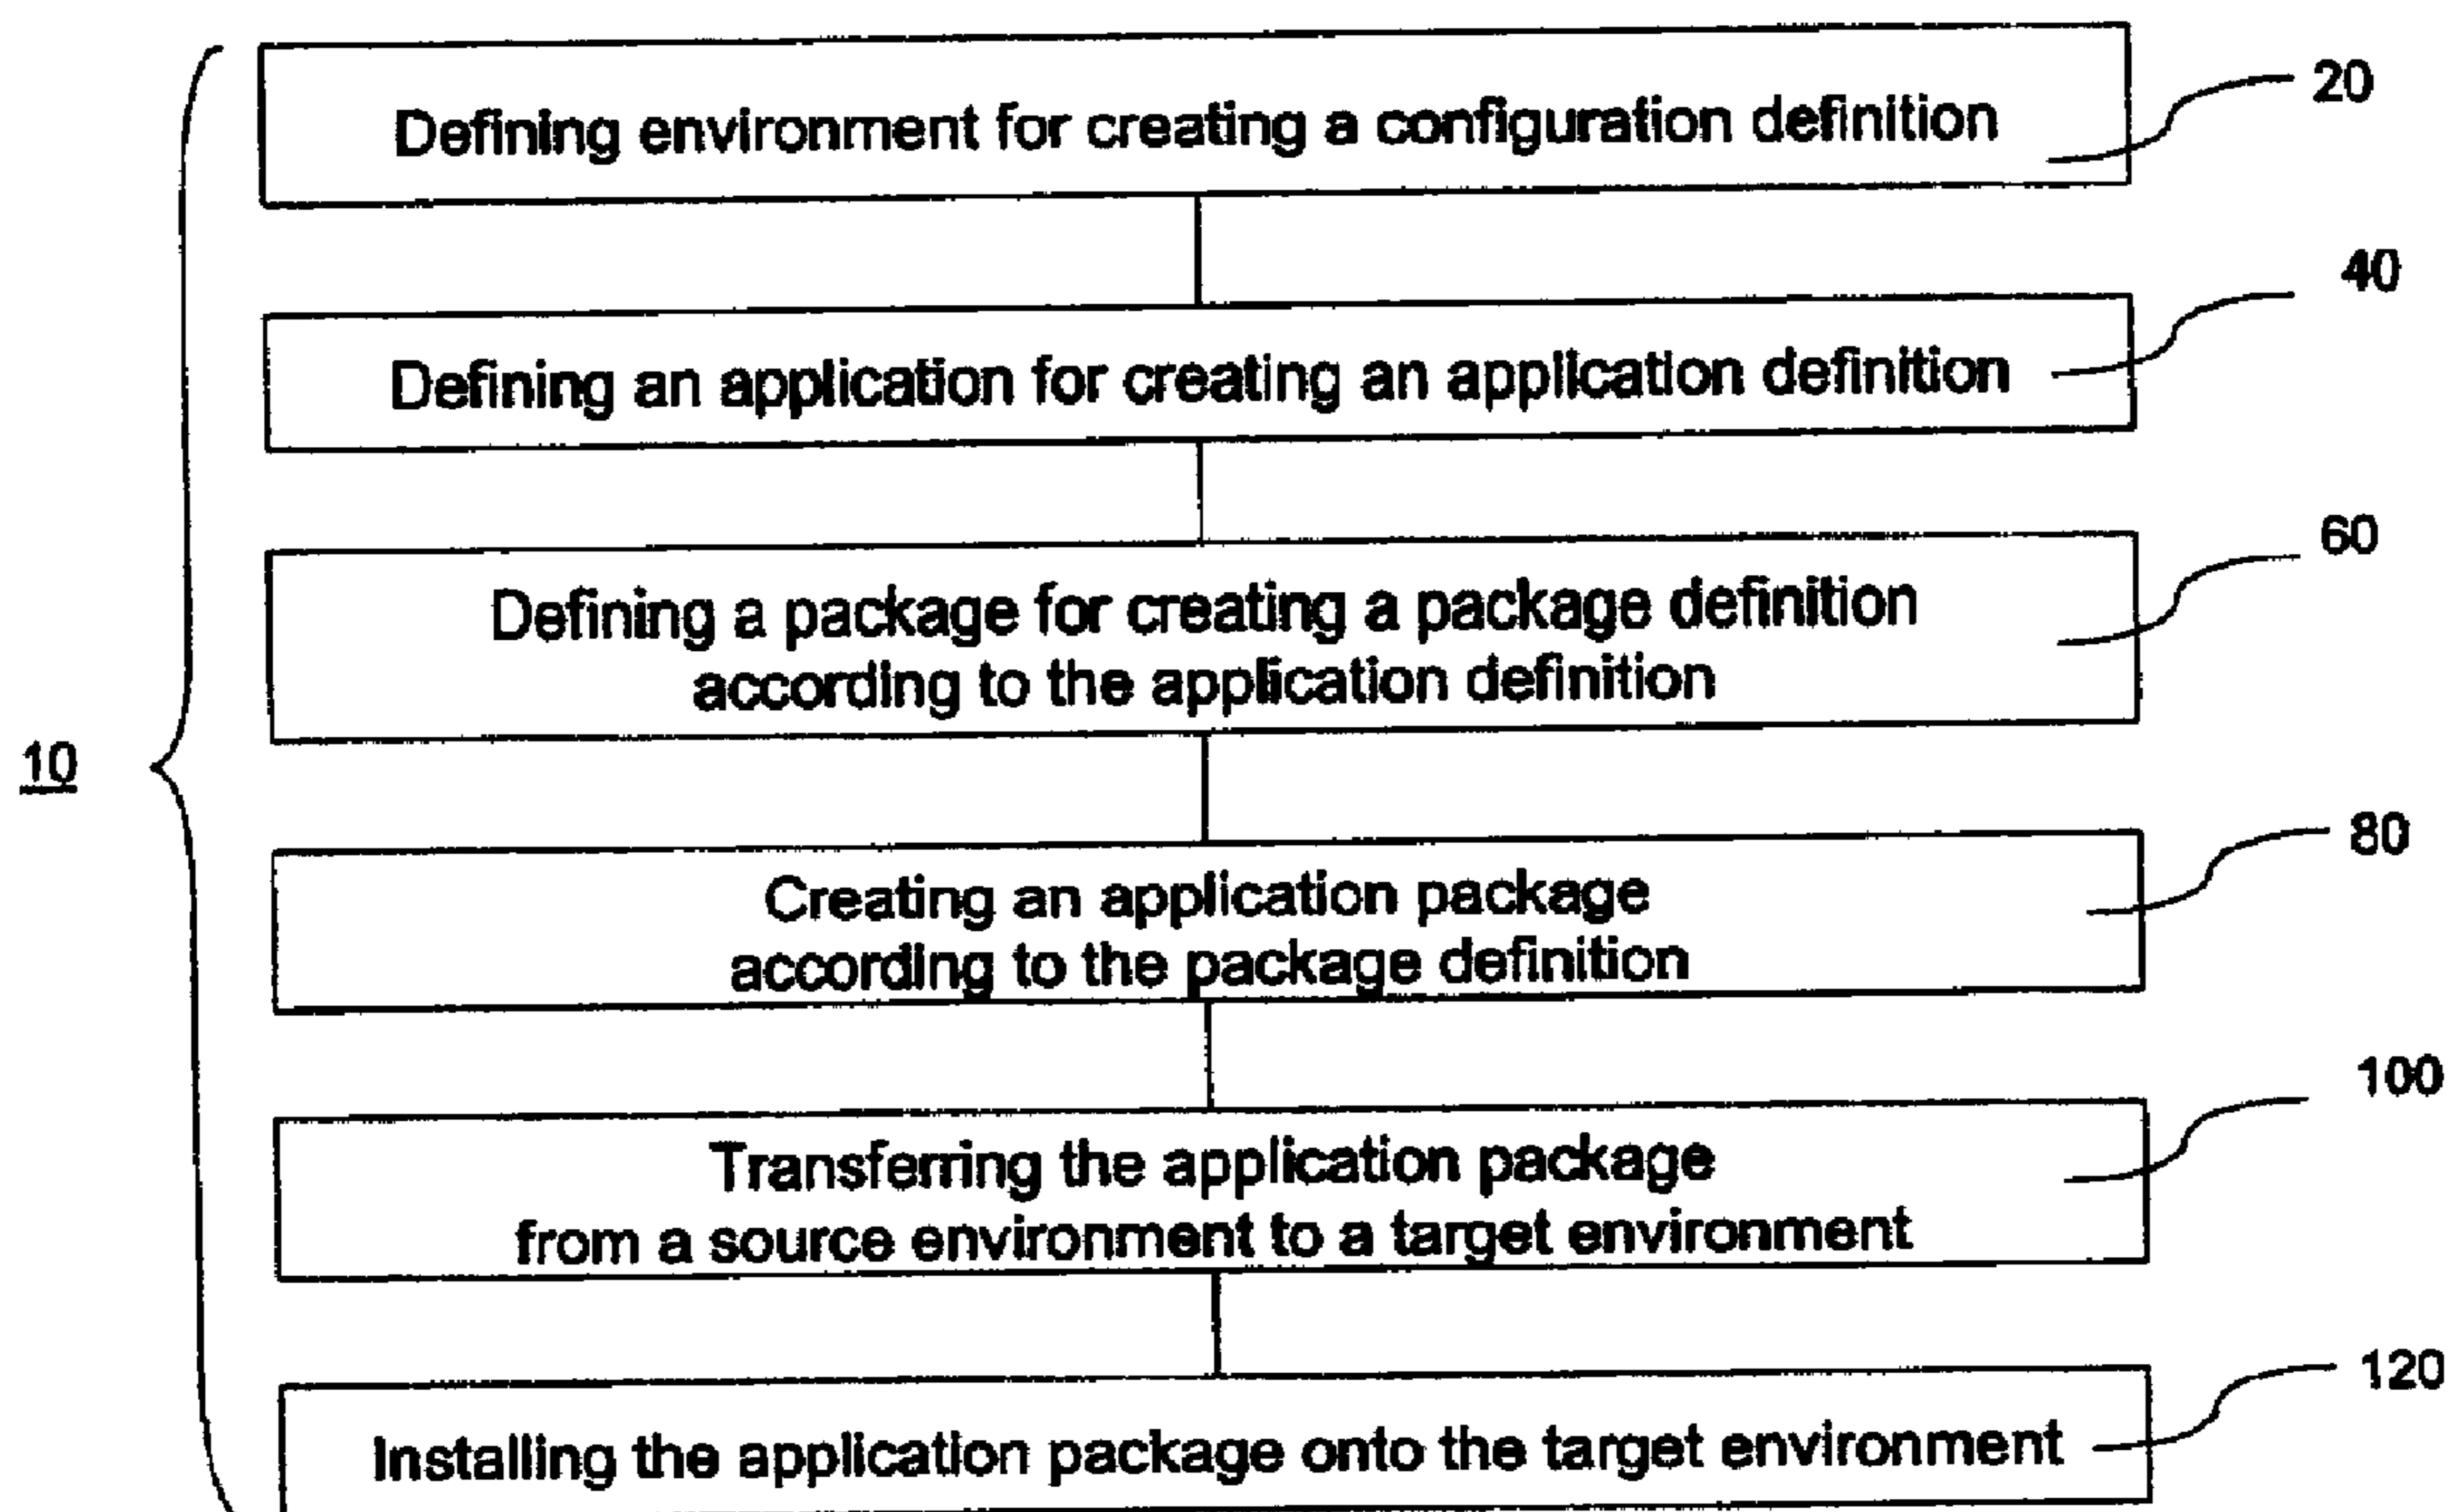 Defining environment for creating a configuration definition
20
Defining an application for creating an application definition
40
Defining a package for creating a package definition
according to the application definition
60
10
Creating an application package
according to the package definition
80
Transferring the application package
from a source environment to a target environment
100
Installing the application package onto the target environment
120